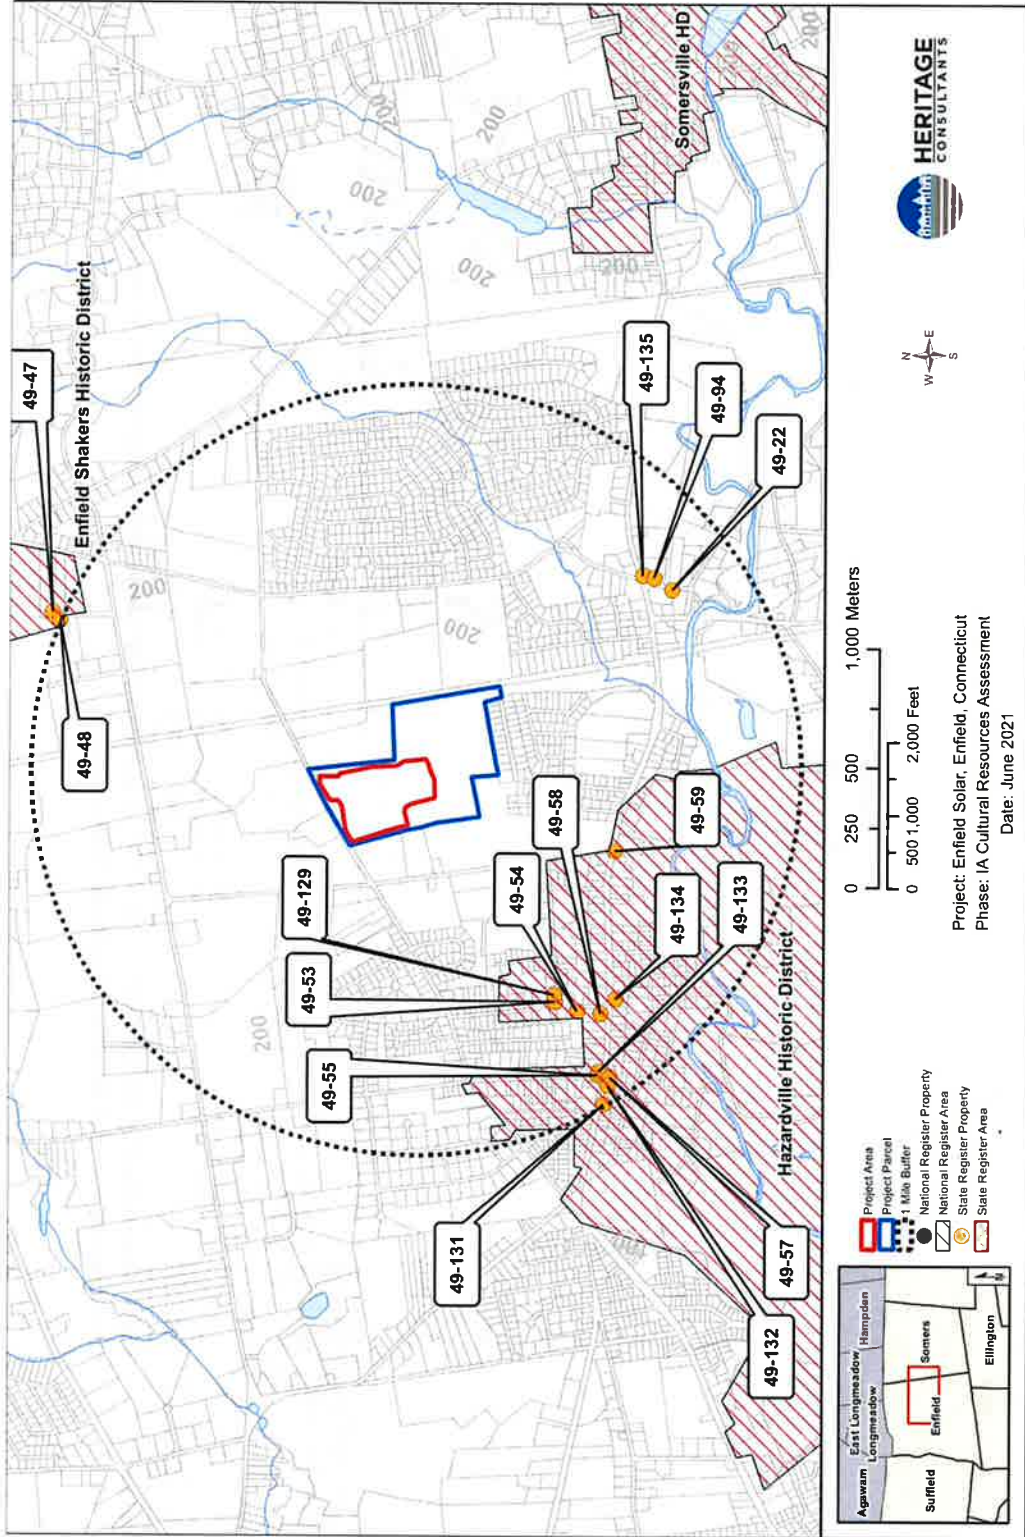 49-47
Enfield Shakers Historic District
49-48
200
200
200
200
200
200
200
200
200
200
Somersville HD
49-135
49-94
49-22
49-129
49-53
49-55
49-54
49-58
49-59
49-134
49-133
49-131
49-132
49-57
Hazardville Historic District
Agawam
East Longmeadow
Longmeadow
Hampden
Suffield
Enfield
Somers
Ellington
N
Project Area
Project Parcel
1 Mile Buffer
National Register Property
National Register Area
State Register Property
State Register Area
0 250 500 1,000 Meters
0 500 1,000 2,000 Feet
Project: Enfield Solar, Enfield, Connecticut
Phase: IA Cultural Resources Assessment
Date: June 2021
N
W E
S
HERITAGE
CONSULTANTS